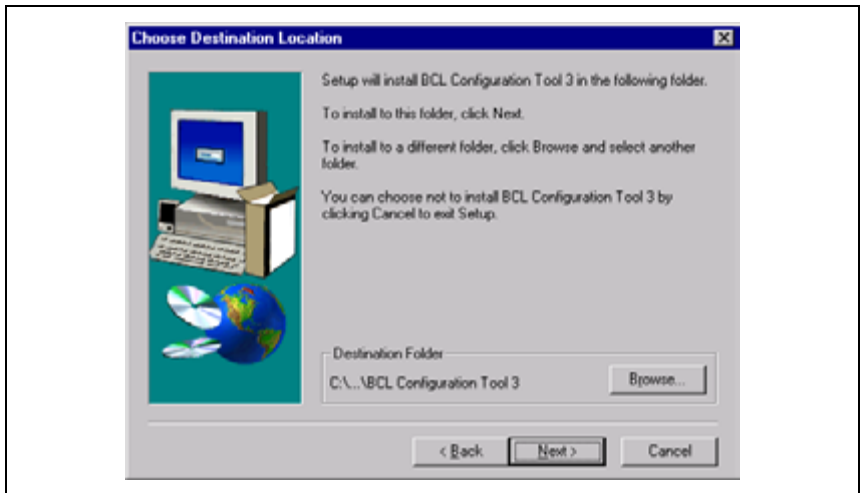 Choose Destination Location
Setup will install BCL Configuration Tool 3 in the following folder.
To install to this folder, click Next.
To install to a different folder, click Browse and select another
folder.
You can choose not to install BCL Configuration Tool 3 by
clicking Cancel to exit Setup.
Destination Folder
C:\...\BCL Configuration Tool 3
Browse...
< Back
Next >
Cancel